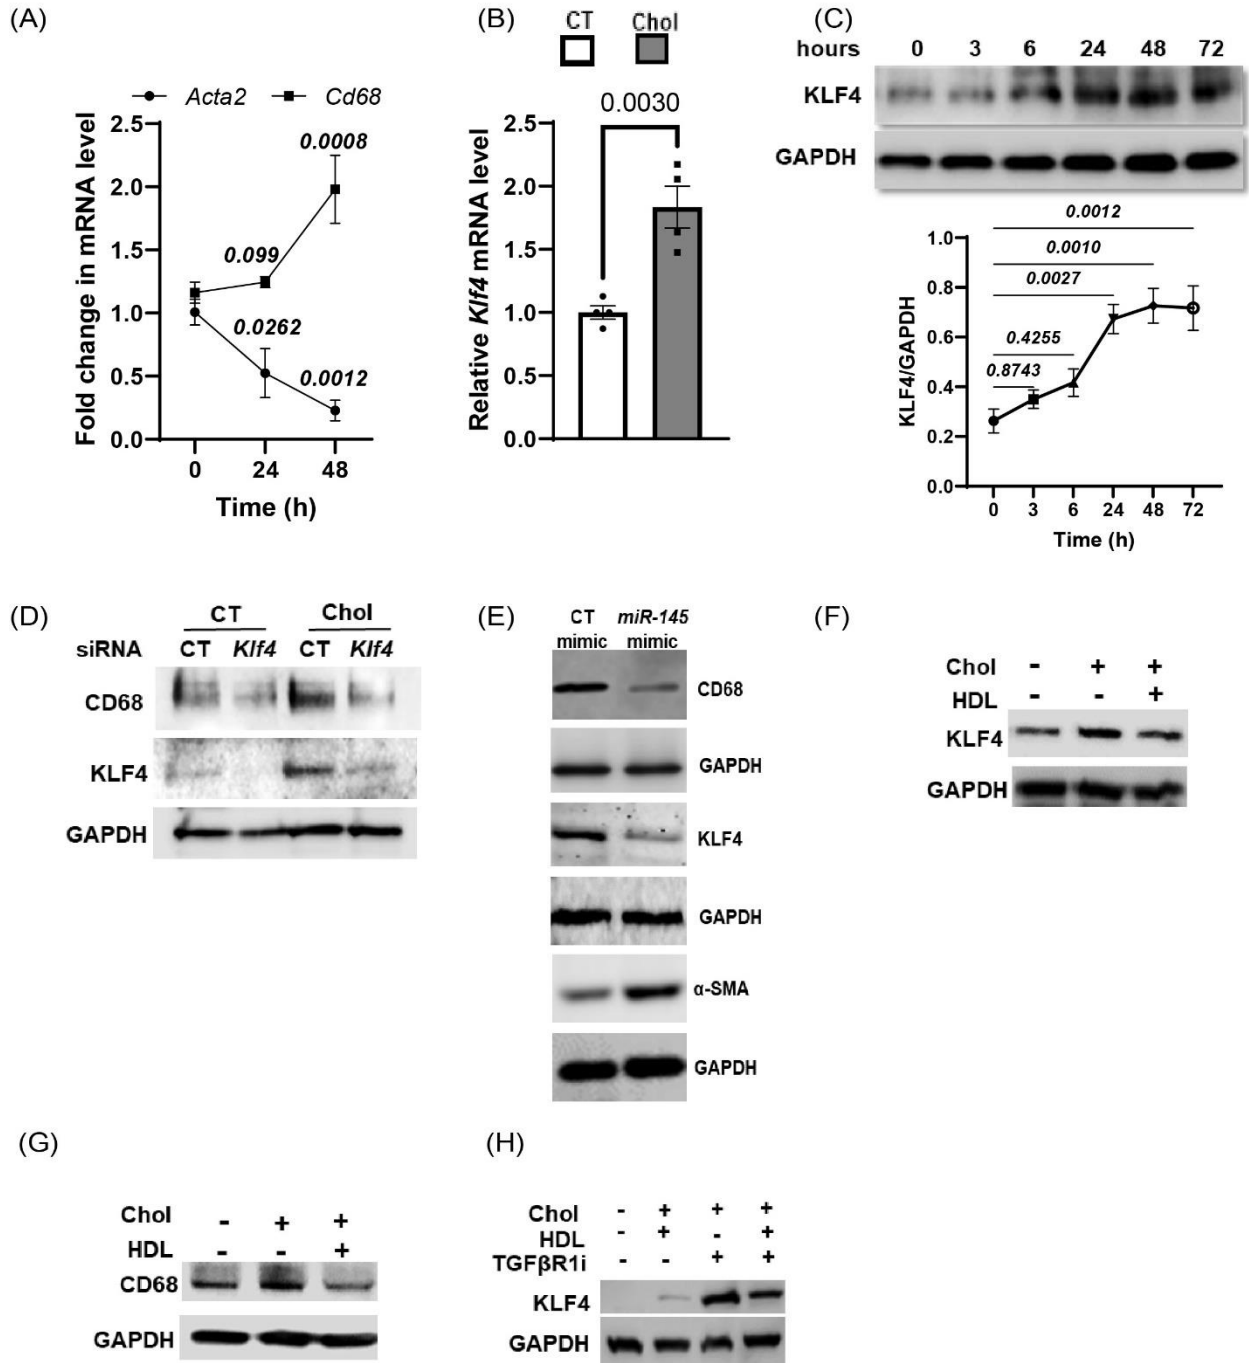 (A)
Acta2 Cd68
Fold change in mRNA level
2.5
2.0
1.5
1.0
0.5
0.0
0.0008
0.099
0.0262
0.0012
0 24 48
Time (h)
(B)
CT Chol
0.0030
Relative Klf4 mRNA level
2.5
2.0
1.5
1.0
0.5
0.0
(C)
hours 0 3 6 24 48 72
KLF4
GAPDH
0.0012
0.0010
0.0027
0.4255
0.8743
KLF4/GAPDH
1.0
0.8
0.6
0.4
0.2
0.0
0 3 6 24 48 72
Time (h)
(D)
CT Chol
siRNA CT Klf4 CT Klf4
CD68
KLF4
GAPDH
(E)
CT miR-145
mimic mimic
CD68
GAPDH
KLF4
GAPDH
α-SMA
GAPDH
(F)
Chol - + +
HDL - - +
KLF4
GAPDH
(G)
Chol - + +
HDL - - +
CD68
GAPDH
(H)
Chol - + + +
HDL - + - +
TGFβR1i - - + +
KLF4
GAPDH